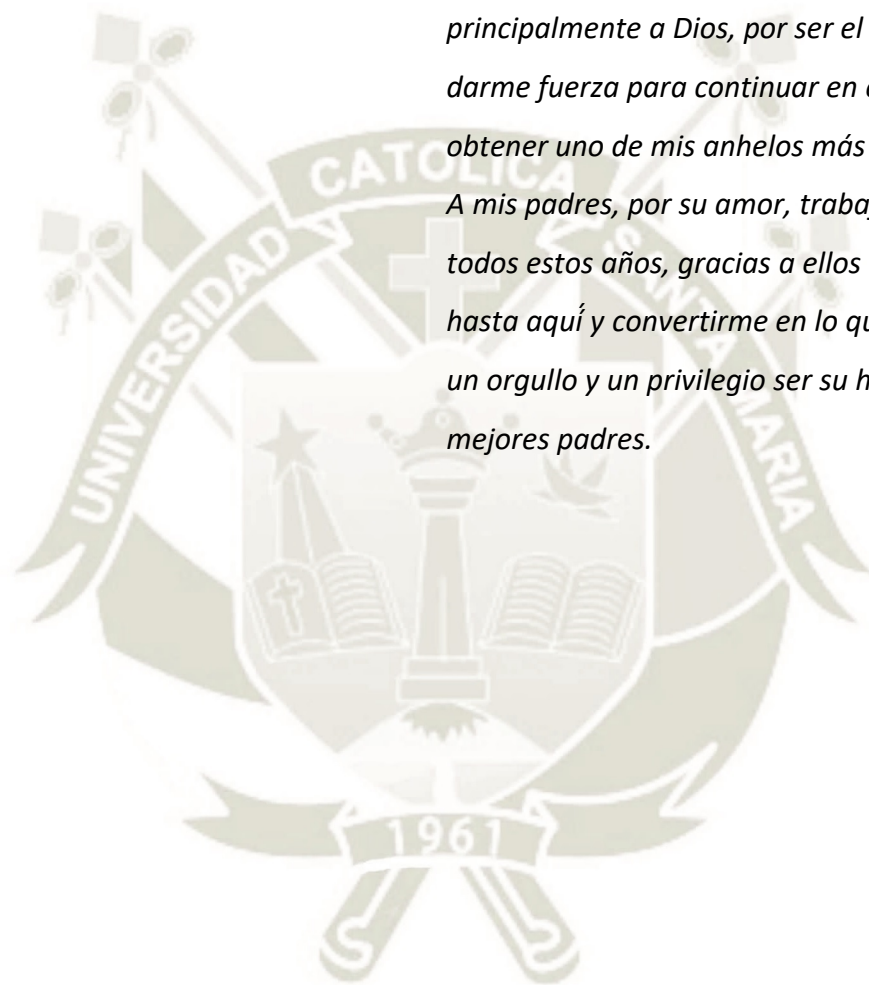 principalmente a Dios, por ser el
darme fuerza para continuar en
obtener uno de mis anhelos más
A mis padres, por su amor,
todos estos años, gracias a ellos
hasta aquí y convertirme en lo
un orgullo y un privilegio ser su
mejores padres.
UNIVERSIDAD CATOLICA SANTA MARIA
1961